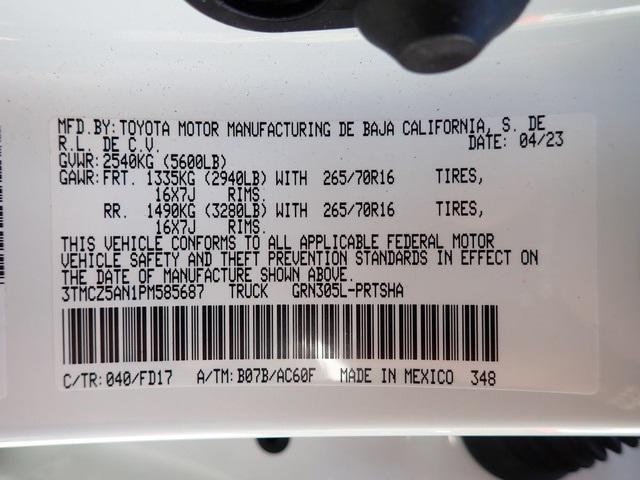 MFD.BY:TOYOTA MOTOR MANUFACTURING DE BAJA CALIFORNIA, S. DE
R.L. DE C.V. DATE: 04/23
GVWR:2540KG (5600LB)
GAWR:FRT. 1335KG (2940LB) WITH 265/70R16 TIRES,
16X7J RIMS.
RR. 1490KG (3280LB) WITH 265/70R16 TIRES,
16X7J RIMS.
THIS VEHICLE CONFORMS TO ALL APPLICABLE FEDERAL MOTOR
VEHICLE SAFETY AND THEFT PREVENTION STANDARDS IN EFFECT ON
THE DATE OF MANUFACTURE SHOWN ABOVE.
3TMCZ5AN1PM585687 TRUCK GRN305L-PRTSHA
C/TR:040/FD17 A/TM:B07B/AC60F MADE IN MEXICO 348